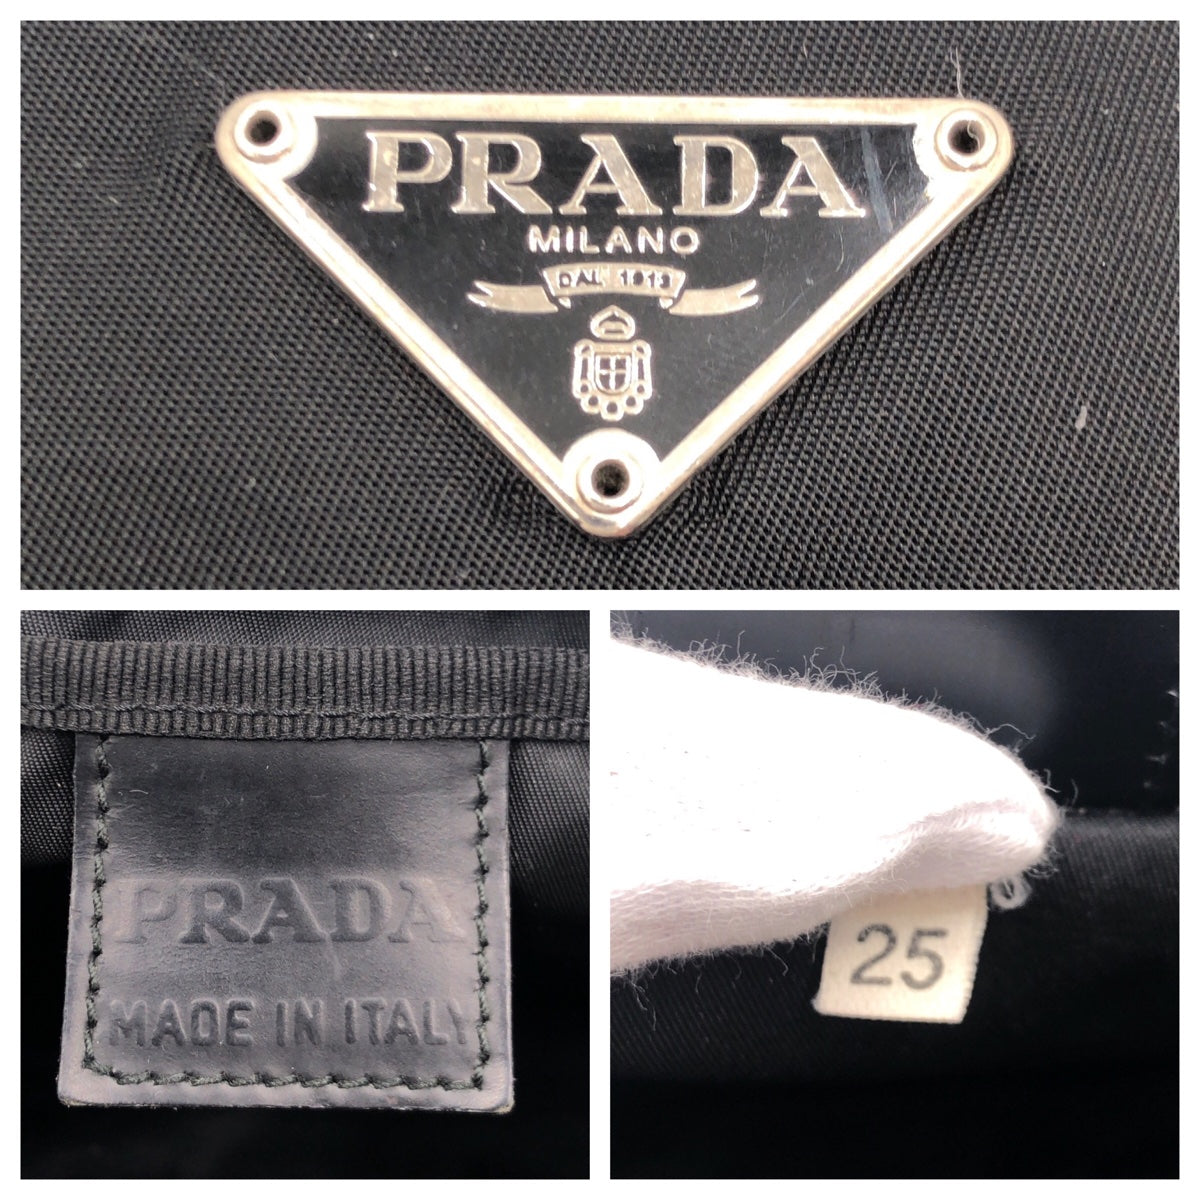 PRADA
MILANO
DAL 1913
PRADA
MADE IN ITALY
25